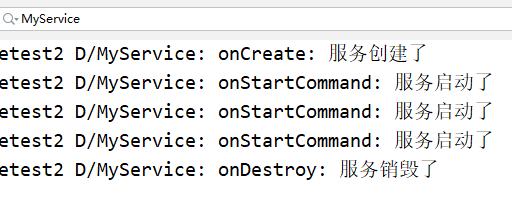 MyService
etest2 D/MyService: onCreate: 服务创建了
etest2 D/MyService: onStartCommand: 服务启动了
etest2 D/MyService: onStartCommand: 服务启动了
etest2 D/MyService: onStartCommand: 服务启动了
etest2 D/MyService: onDestroy: 服务销毁了